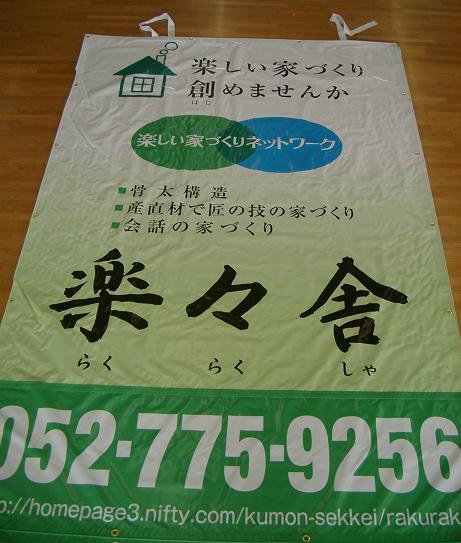 楽しい家づくり
創めませんか
はじ
楽しい家づくりネットワーク
■骨太構造
■産直材で匠の技の家づくり
■会話の家づくり
楽々舎
らく らく しゃ
052-775-9256
p://homepage3.nifty.com/kumon-sekkei/rakurak